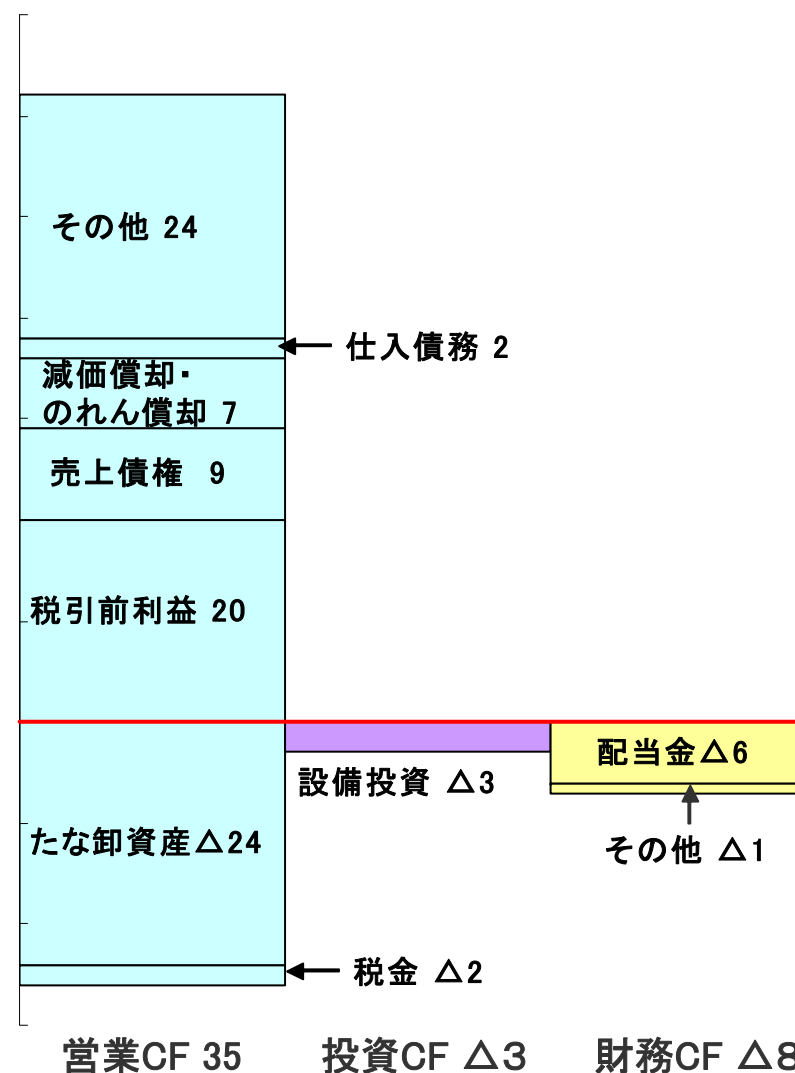 その他 24
仕入債務 2
減価償却・
のれん償却 7
売上債権 9
税引前利益 20
配当金△6
設備投資 △3
たな卸資産△24
その他 △1
税金 △2
営業CF 35
投資CF △3
財務CF △8